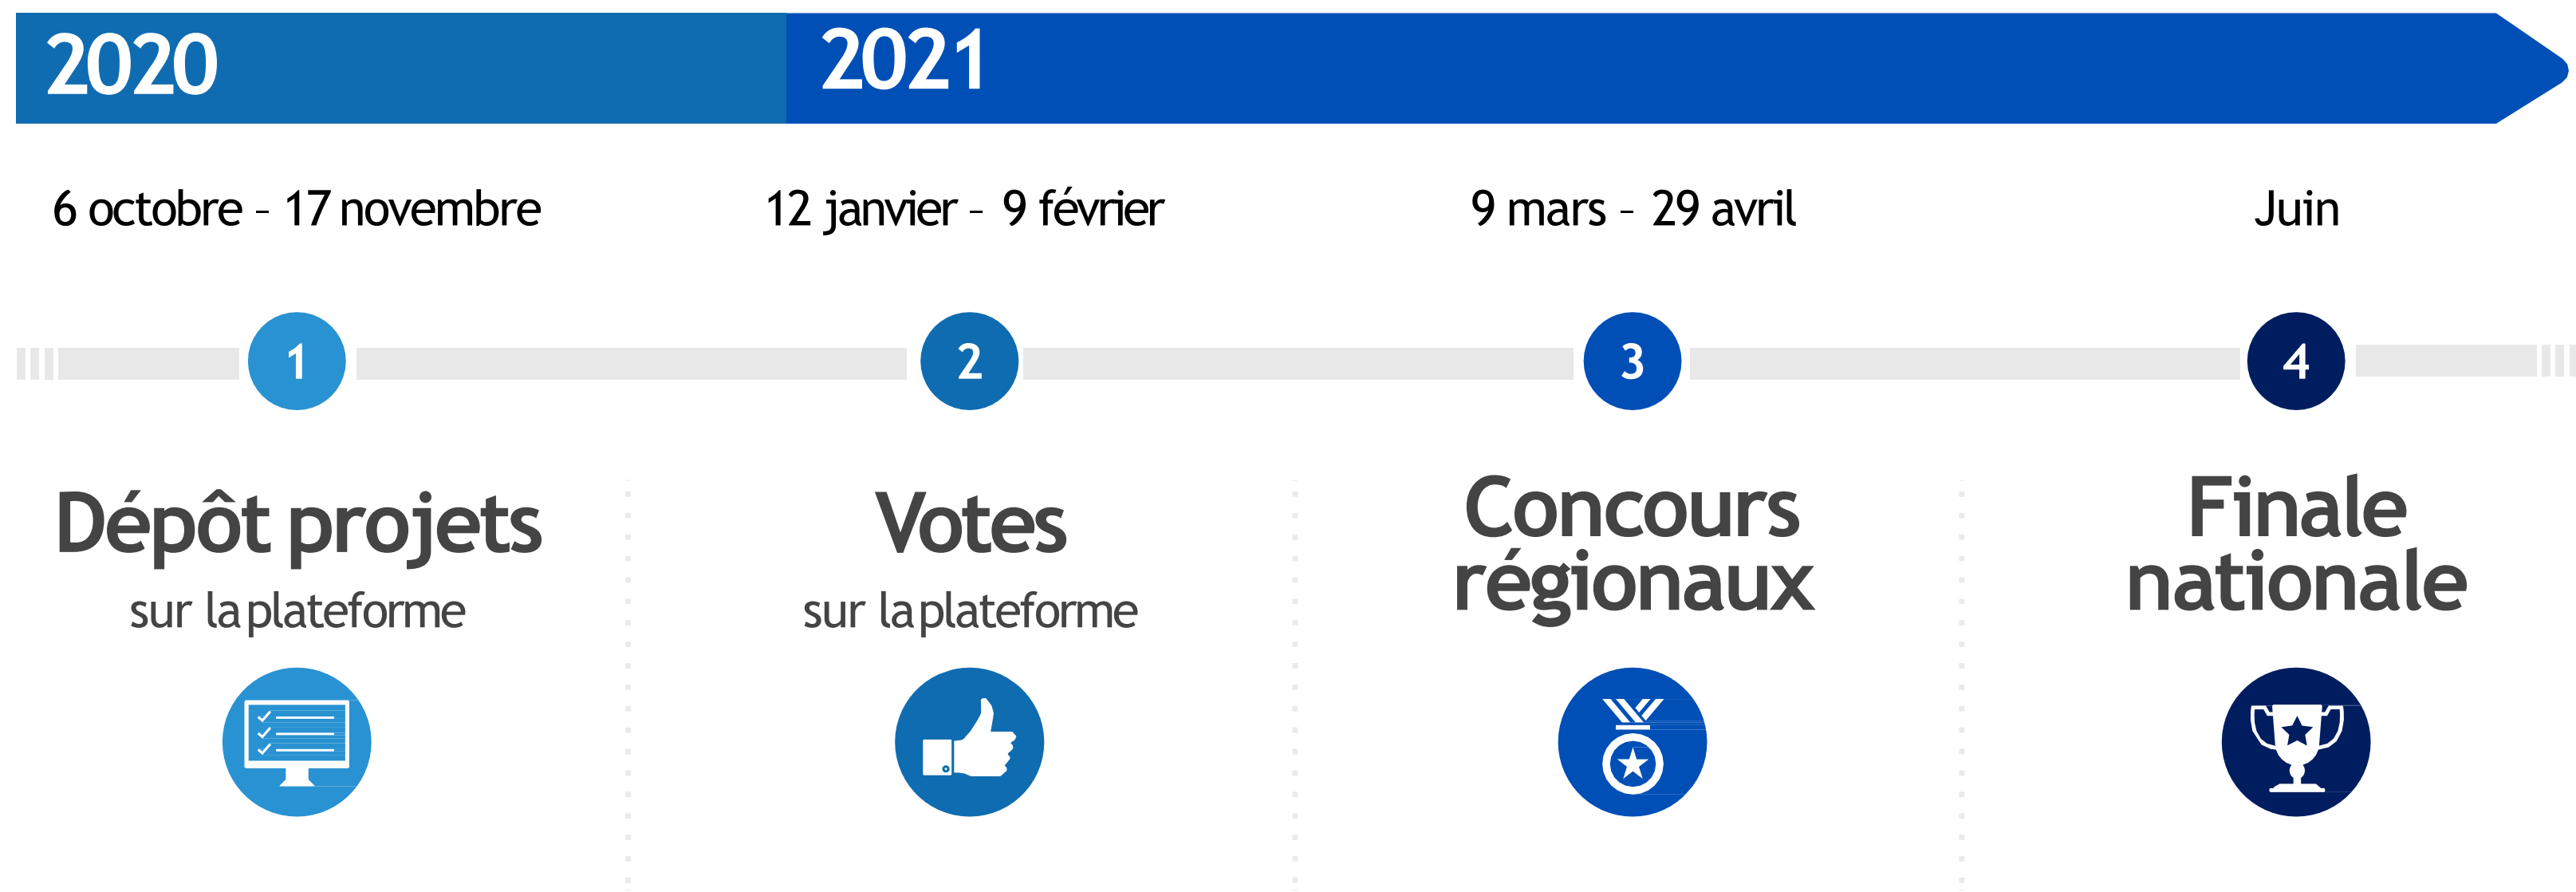 2020
2021
6 octobre - 17 novembre
12 janvier - 9 février
9 mars - 29 avril
Juin
1
2
3
4
Dépôt projets
sur la plateforme
Votes
sur la plateforme
Concours
régionaux
Finale
nationale